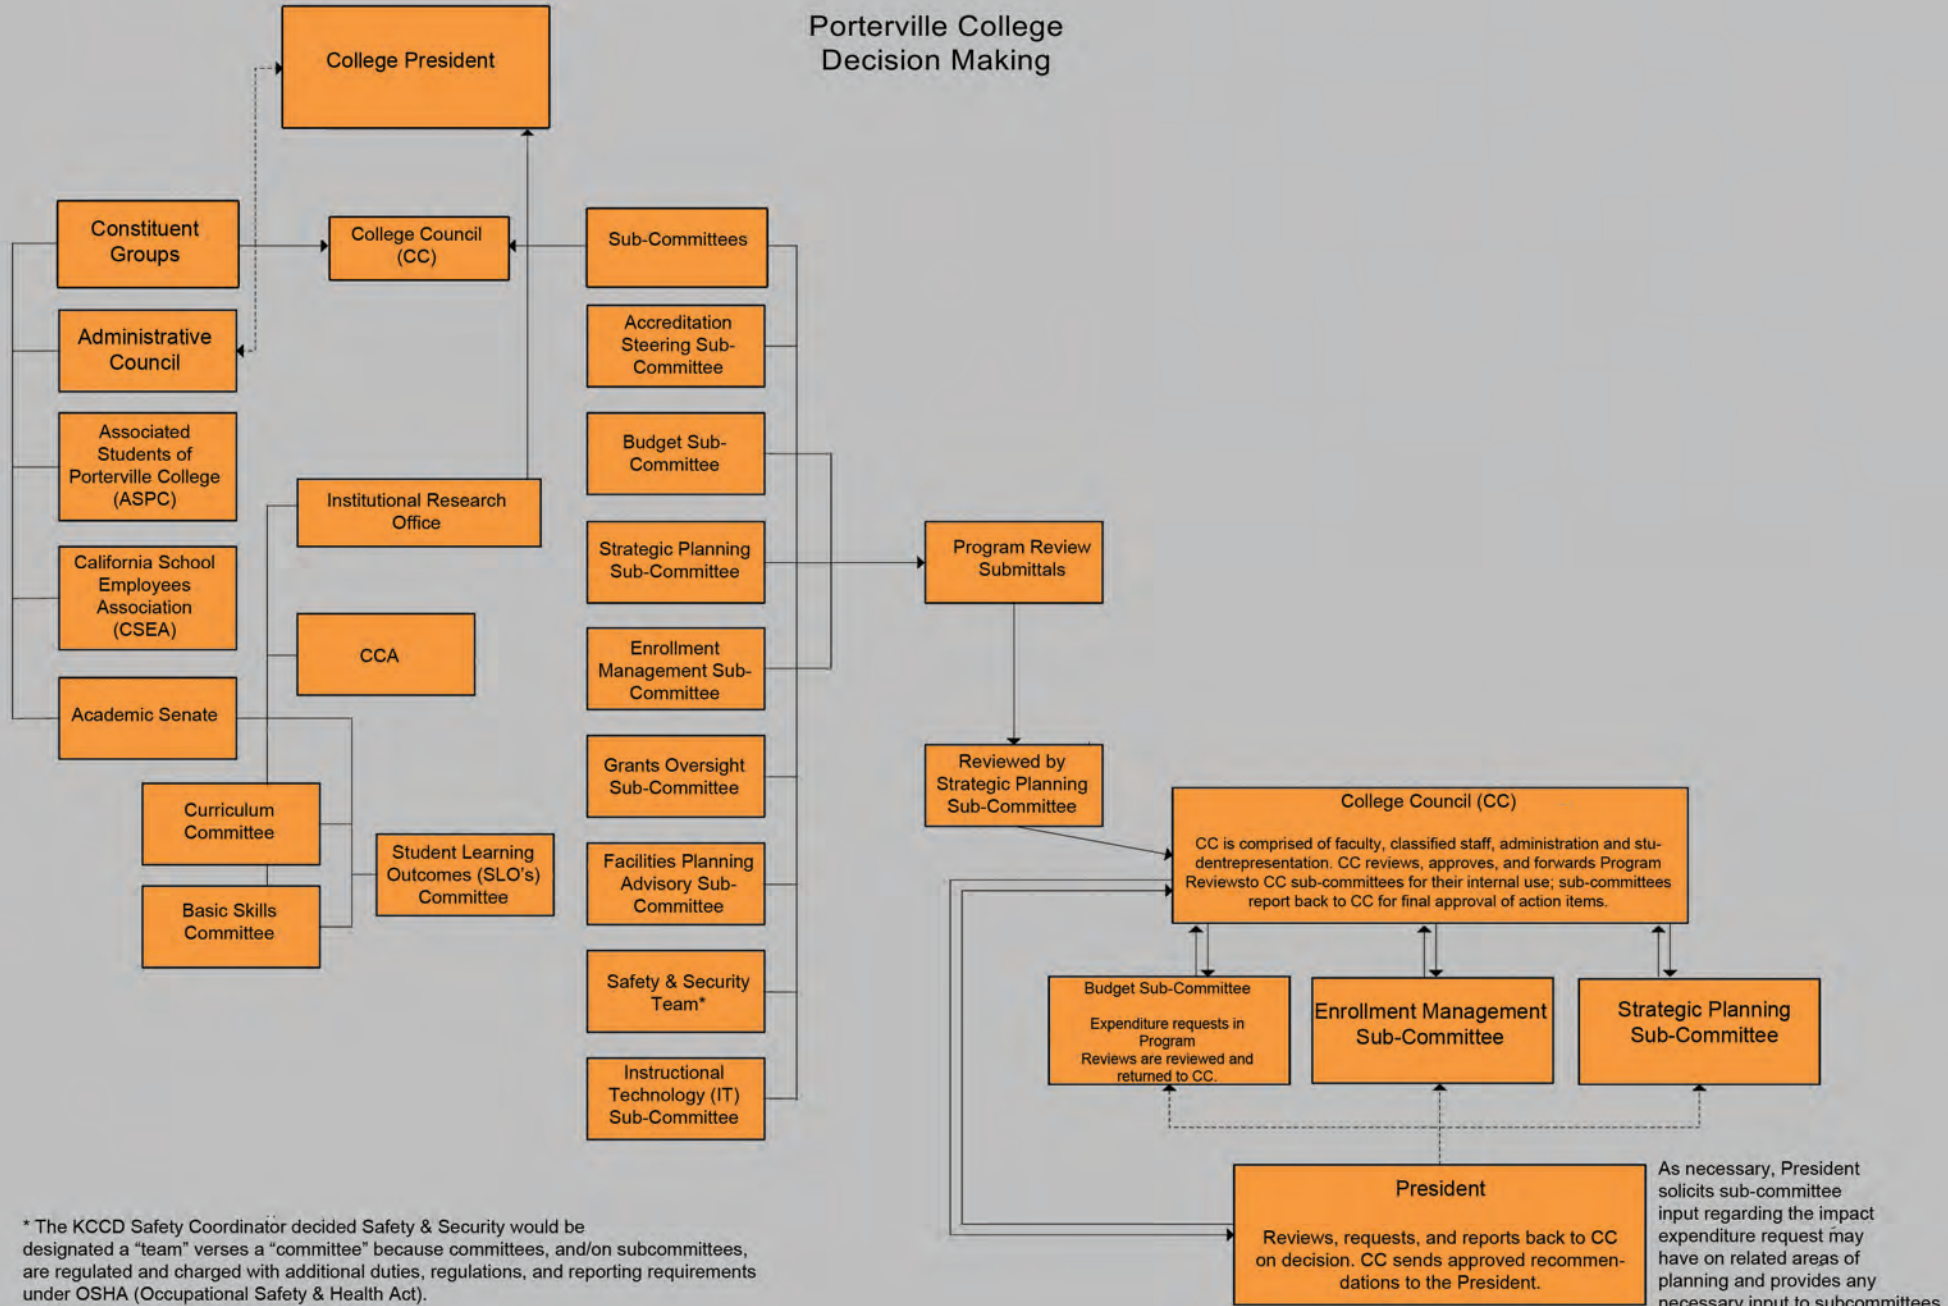 Porterville College
Decision Making
College President
Constituent
Groups
College Council
(CC)
Sub-Committees
Administrative
Council
Accreditation
Steering Sub-
Committee
Associated
Students of
Porterville College
(ASPC)
Budget Sub-
Committee
Institutional Research
Office
Strategic Planning
Sub-Committee
Program Review
Submittals
California School
Employees
Association
(CSEA)
CCA
Enrollment
Management Sub-
Committee
Academic Senate
Grants Oversight
Sub-Committee
Reviewed by
Strategic Planning
Sub-Committee
Curriculum
Committee
Student Learning
Outcomes (SLO's)
Committee
Facilities Planning
Advisory Sub-
Committee
Basic Skills
Committee
College Council (CC)
CC is comprised of faculty, classified staff, administration and stu-
dentrepresentation. CC reviews, approves, and forwards Program
Reviewsto CC sub-committees for their internal use; sub-committees
report back to CC for final approval of action items.
Safety & Security
Team*
Budget Sub-Committee
Expenditure requests in
Program
Reviews are reviewed and
returned to CC.
Enrollment Management
Sub-Committee
Strategic Planning
Sub-Committee
Instructional
Technology (IT)
Sub-Committee
President
Reviews, requests, and reports back to CC
on decision. CC sends approved recommen-
dations to the President.
As necessary, President
solicits sub-committee
input regarding the impact
expenditure request may
have on related areas of
planning and provides any
necessary input to subcommittees
* The KCCD Safety Coordinator decided Safety & Security would be
designated a “team” verses a “committee” because committees, and/on subcommittees,
are regulated and charged with additional duties, regulations, and reporting requirements
under OSHA (Occupational Safety & Health Act).